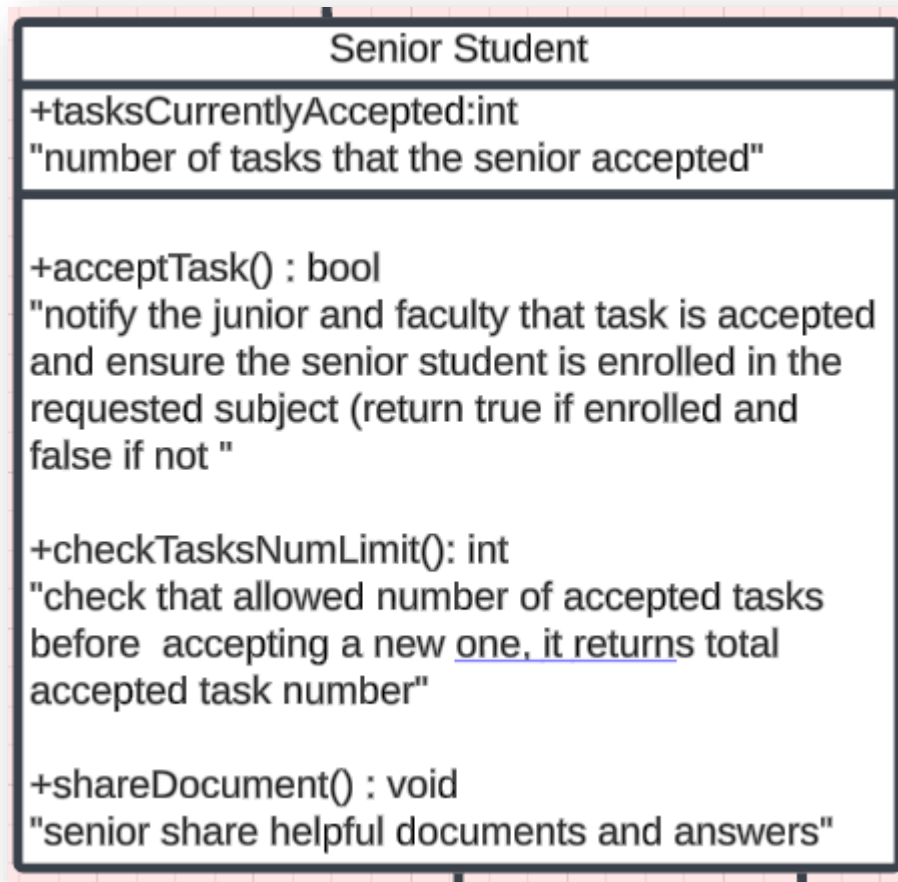 Senior Student
+tasksCurrentlyAccepted:int
"number of tasks that the senior accepted"
+acceptTask() : bool
"notify the junior and faculty that task is accepted
and ensure the senior student is enrolled in the
requested subject (return true if enrolled and
false if not "
+checkTasksNumLimit(): int
"check that allowed number of accepted tasks
before  accepting a new one, it returns total
accepted task number"
+shareDocument() : void
"senior share helpful documents and answers"